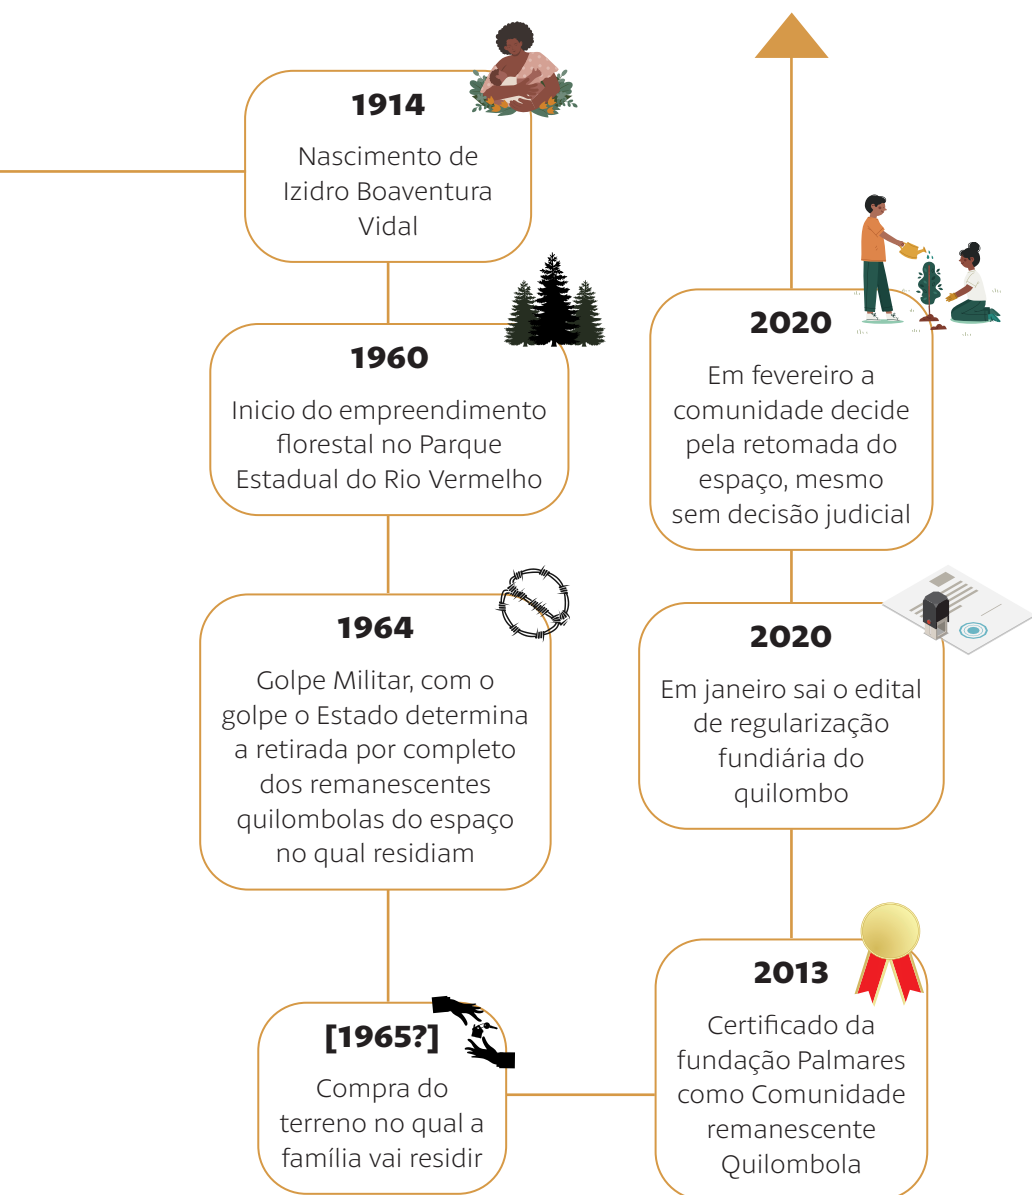 1914
Nascimento de
Izidro Boaventura
Vidal
1960
Inicio do empreendimento
florestal no Parque
Estadual do Rio Vermelho
1964
Golpe Militar, com o
golpe o Estado determina
a retirada por completo
dos remanescentes
quilombolas do espaço
no qual residiam
[1965?]
Compra do
terreno no qual a
família vai residir
2013
Certificado da
fundação Palmares
como Comunidade
remanescente
Quilombola
2020
Em janeiro sai o edital
de regularização
fundiária do
quilombo
2020
Em fevereiro a
comunidade decide
pela retomada do
espaço, mesmo
sem decisão judicial